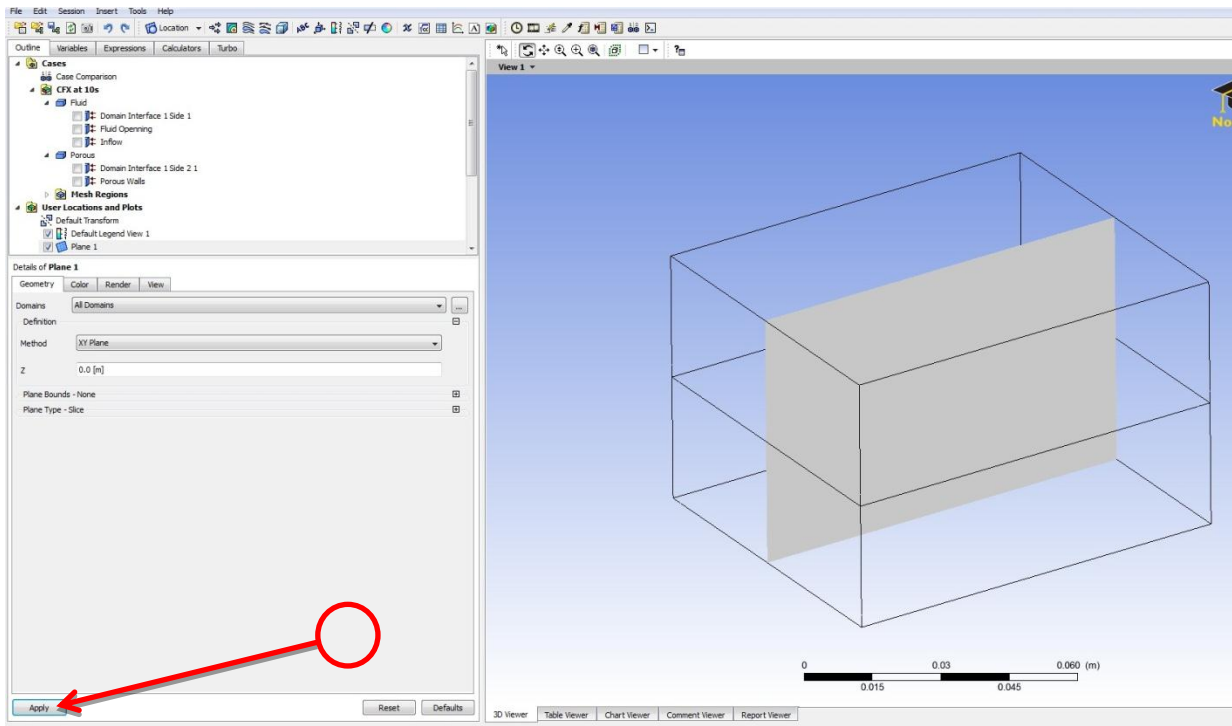 File Edit Session Insert Tools Help
Location
Outline Variables Expressions Calculators Turbo
Cases
Case Comparison
CFX at 10s
Fluid
Domain Interface 1 Side 1
Fluid Openning
Inflow
Porous
Domain Interface 1 Side 2 1
Porous Walls
Mesh Regions
User Locations and Plots
Default Transform
Default Legend View 1
Plane 1
Details of Plane 1
Geometry Color Render View
Domains All Domains ...
Definition
Method XY Plane
Z 0.0 [m]
Plane Bounds - None
Plane Type - Slice
Apply Reset Defaults
View 1
0 0.03 0.060 (m)
0.015 0.045
3D Viewer Table Viewer Chart Viewer Comment Viewer Report Viewer